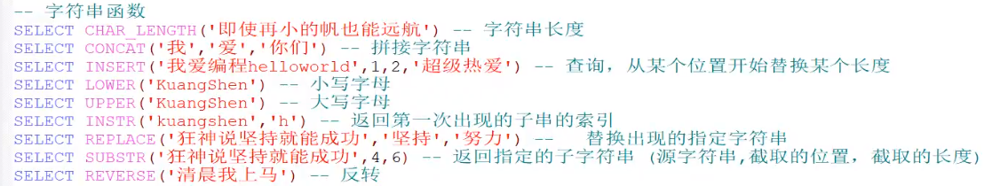 -- 字符串函数
SELECT CHAR_LENGTH('即使再小的帆也能远航') -- 字符串长度
SELECT CONCAT('我','爱','你们') -- 拼接字符串
SELECT INSERT('我爱编程helloworld',1,2,'超级热爱') -- 查询，从某个位置开始替换某个长度
SELECT LOWER('KuangShen') -- 小写字母
SELECT UPPER('KuangShen') -- 大写字母
SELECT INSTR('kuangshen','h') -- 返回第一次出现的子串的索引
SELECT REPLACE('狂神说坚持就能成功','坚持','努力') --   替换出现的指定字符串
SELECT SUBSTR('狂神说坚持就能成功',4,6) -- 返回指定的子字符串 (源字符串,截取的位置，截取的长度)
SELECT REVERSE('清晨我上马') -- 反转